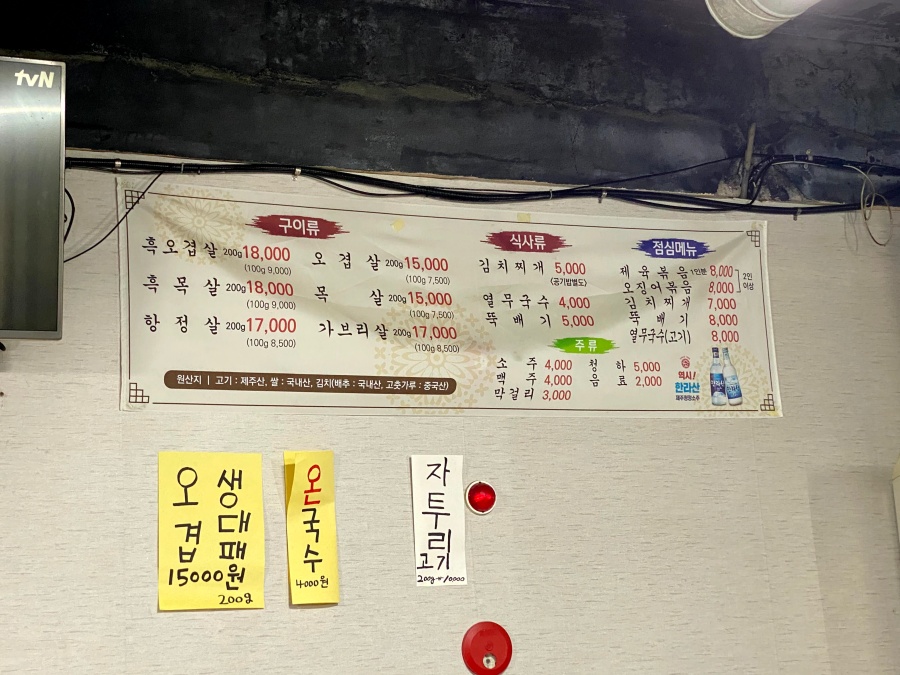 tvN
구이류
흑오겹살 200g 18,000
(100g 9,000)
흑목살 200g 18,000
(100g 9,000)
항정살 200g 17,000
(100g 8,500)
오겹살 200g 15,000
(100g 7,500)
목살 200g 15,000
(100g 7,500)
가브리살 200g 17,000
(100g 8,500)
원산지 | 고기 : 제주산, 쌀 : 국내산, 김치(배추 : 국내산, 고춧가루 : 중국산)
식사류
김치찌개 5,000
(공기밥별도)
열무국수 4,000
뚝배기 5,000
점심메뉴
제육볶음 1인분 8,000
오징어볶음 8,000
2인
이상
김치찌개 7,000
뚝배기 8,000
열무국수(고기) 8,000
주류
소주 4,000
맥주 4,000
막걸리 3,000
청하 5,000
음료 2,000
역시!
한라산
생대패
오겹
15000원
200g
온국수
4000원
자투리
고기